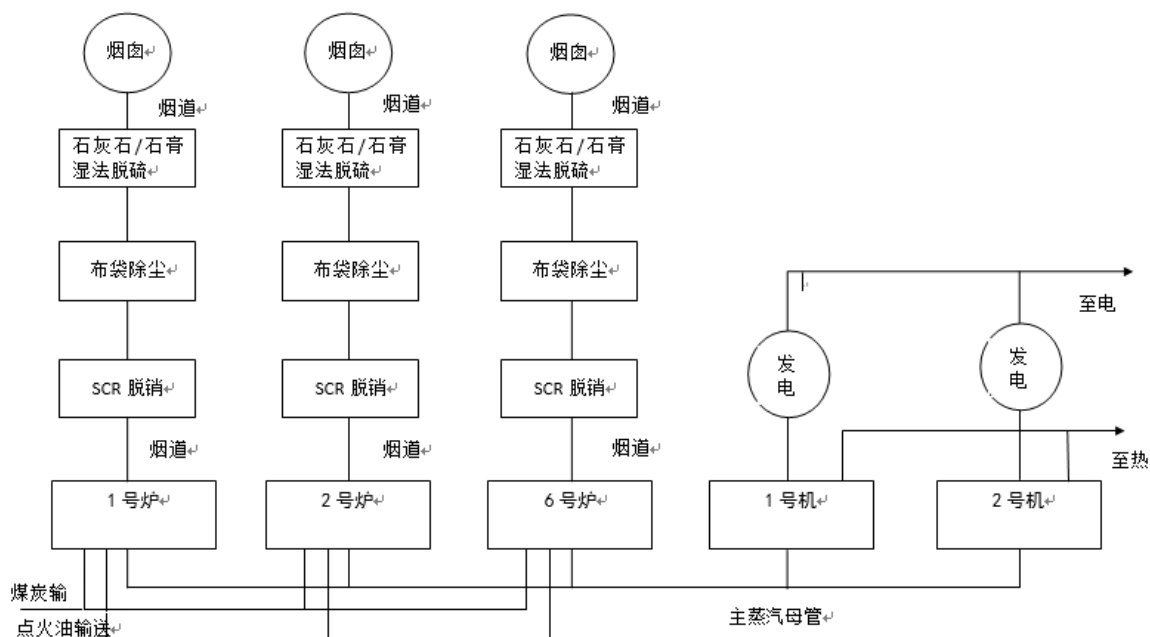 烟囱
烟囱
烟囱
烟道
烟道
烟道
石灰石/石膏
湿法脱硫
石灰石/石膏
湿法脱硫
石灰石/石膏
湿法脱硫
布袋除尘
布袋除尘
布袋除尘
至电
发
电
发
电
SCR 脱销
SCR 脱销
SCR 脱销
烟道
烟道
烟道
至热
1 号炉
2 号炉
6 号炉
1 号机
2 号机
煤炭输
点火油输送
主蒸汽母管